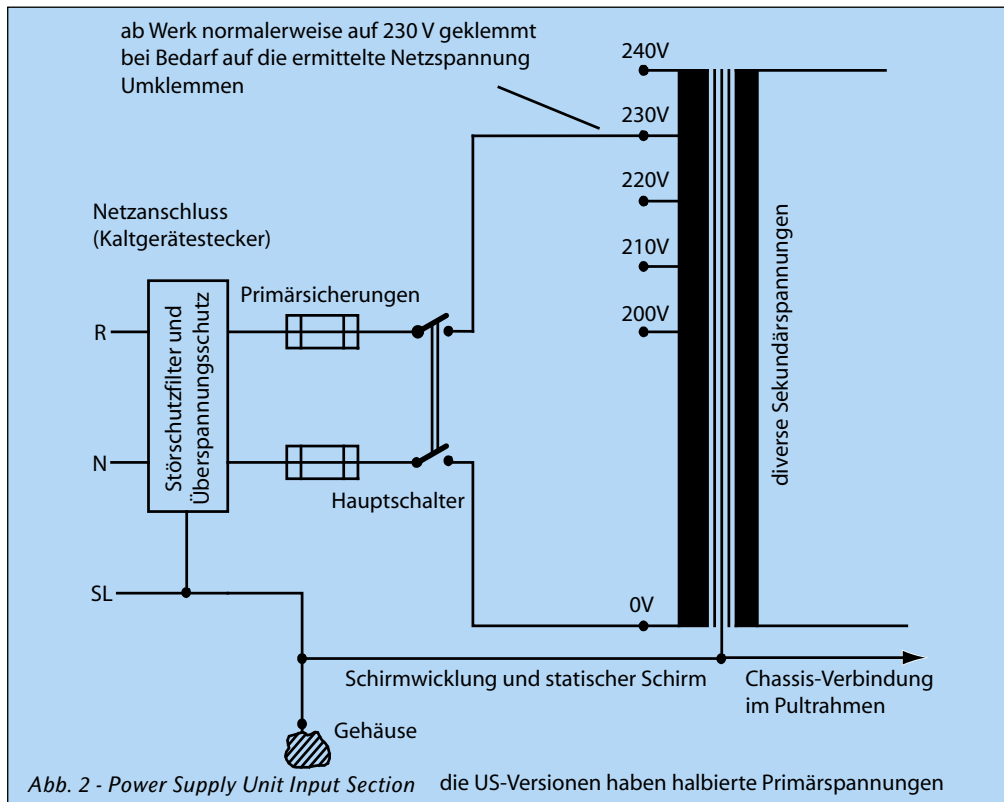 ab Werk normalerweise auf 230 V geklemmt
bei Bedarf auf die ermittelte Netzspannung
Umklemmen
240V
230V
220V
210V
200V
0V
Netzanschluss
(Kaltgerätestecker)
R
N
SL
Störschutzfilter und
Überspannungsschutz
Primärsicherungen
Hauptschalter
diverse Sekundärspannungen
Schirmwicklung und statischer Schirm
Chassis-Verbindung
im Pultrahmen
Gehäuse
Abb. 2 - Power Supply Unit Input Section
die US-Versionen haben halbierte Primärspannungen